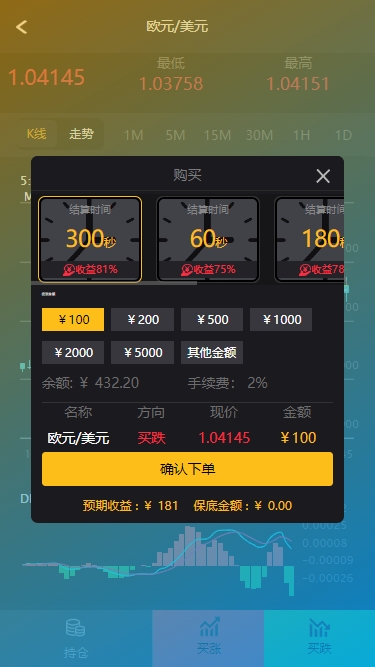 欧元/美元
最低 最高
1.04145 1.03758 1.04151
K线 走势 1M 5M 15M 30M 1H 1D
购买
结算时间 结算时间 结算时间
300秒 60秒 180秒
收益81% 收益75% 收益78
￥100 ￥200 ￥500 ￥1000
￥2000 ￥5000 其他金额
余额: ￥ 432.20 手续费： 2%
名称 方向 现价 金额
欧元/美元 买跌 1.04145 ￥100
确认下单
预期收益：￥ 181 保底金额：￥ 0.00
0.00025
0.00008
-0.00009
-0.00026
持仓 买涨 买跌